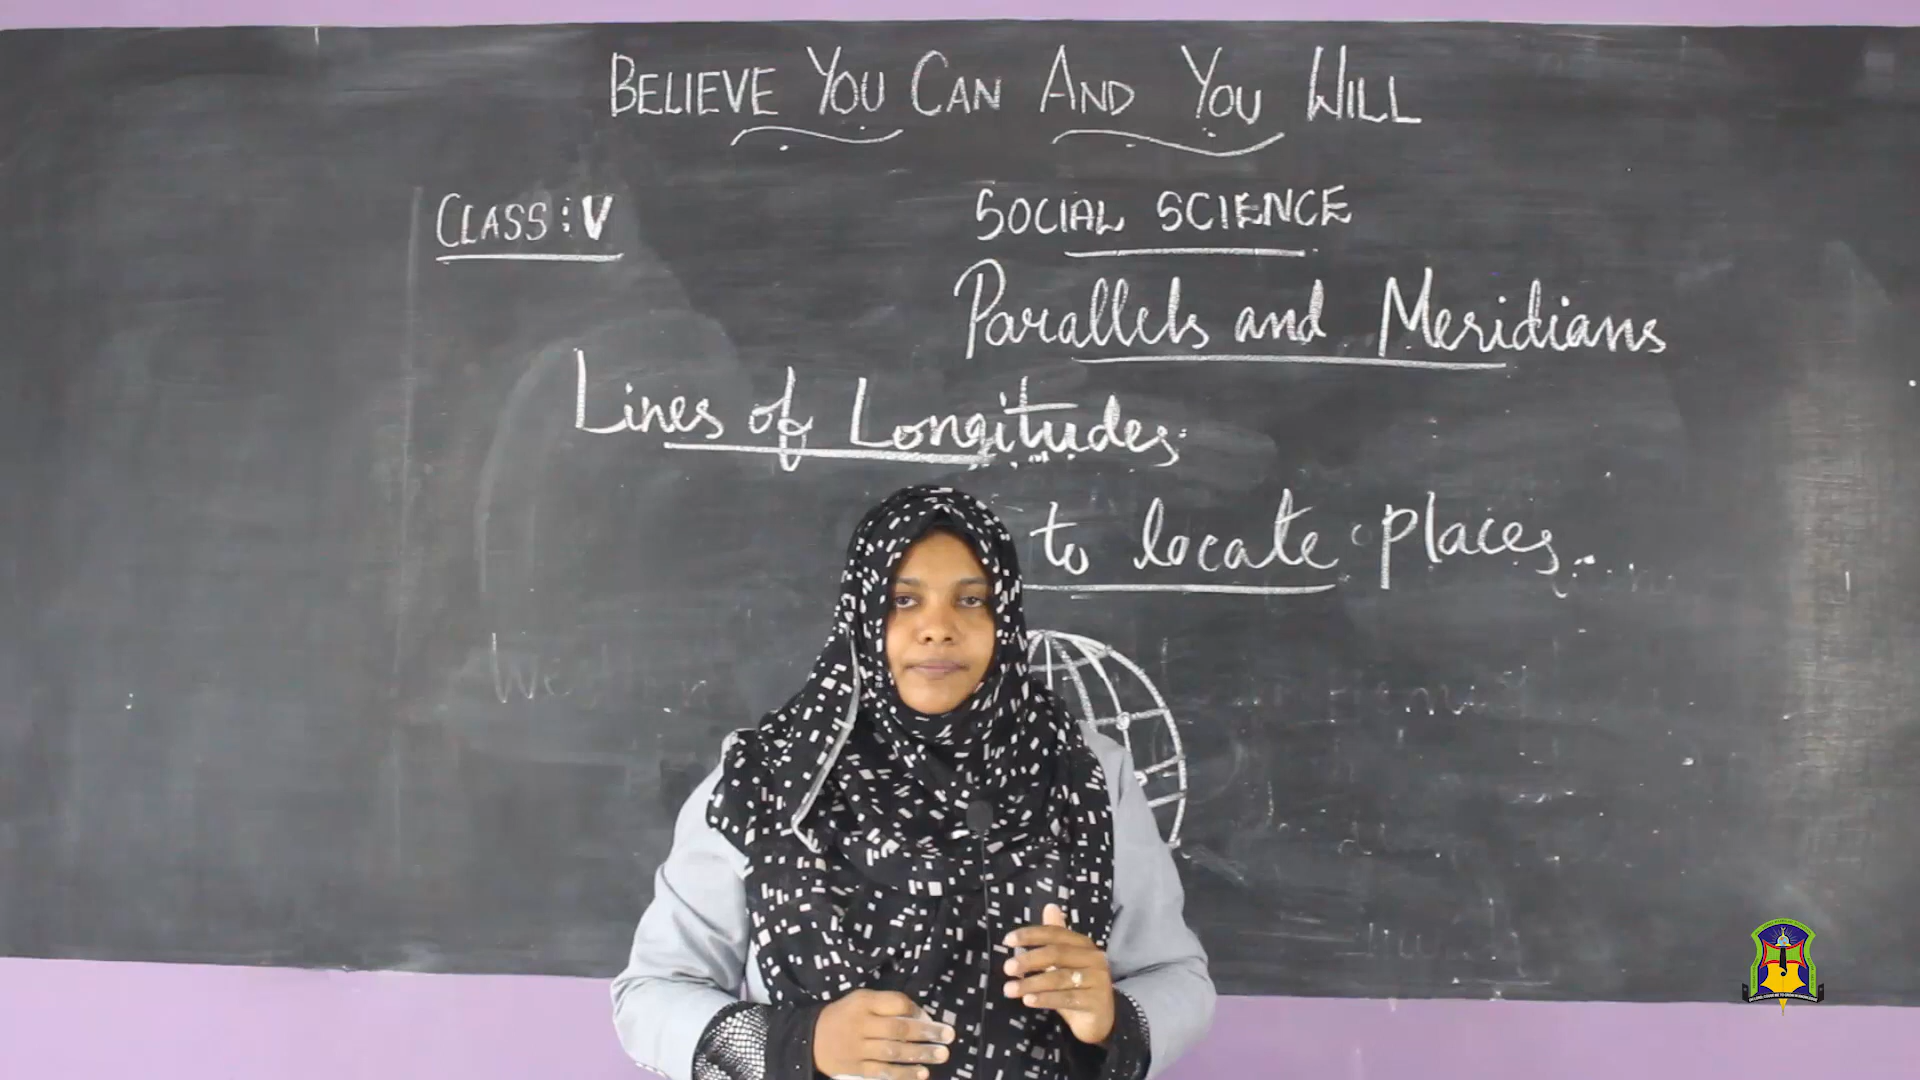 BELIEVE YOU CAN AND YOU WILL
CLASS : V
SOCIAL SCIENCE
Parallels and Meridians
Lines of Longitudes
to locate places...